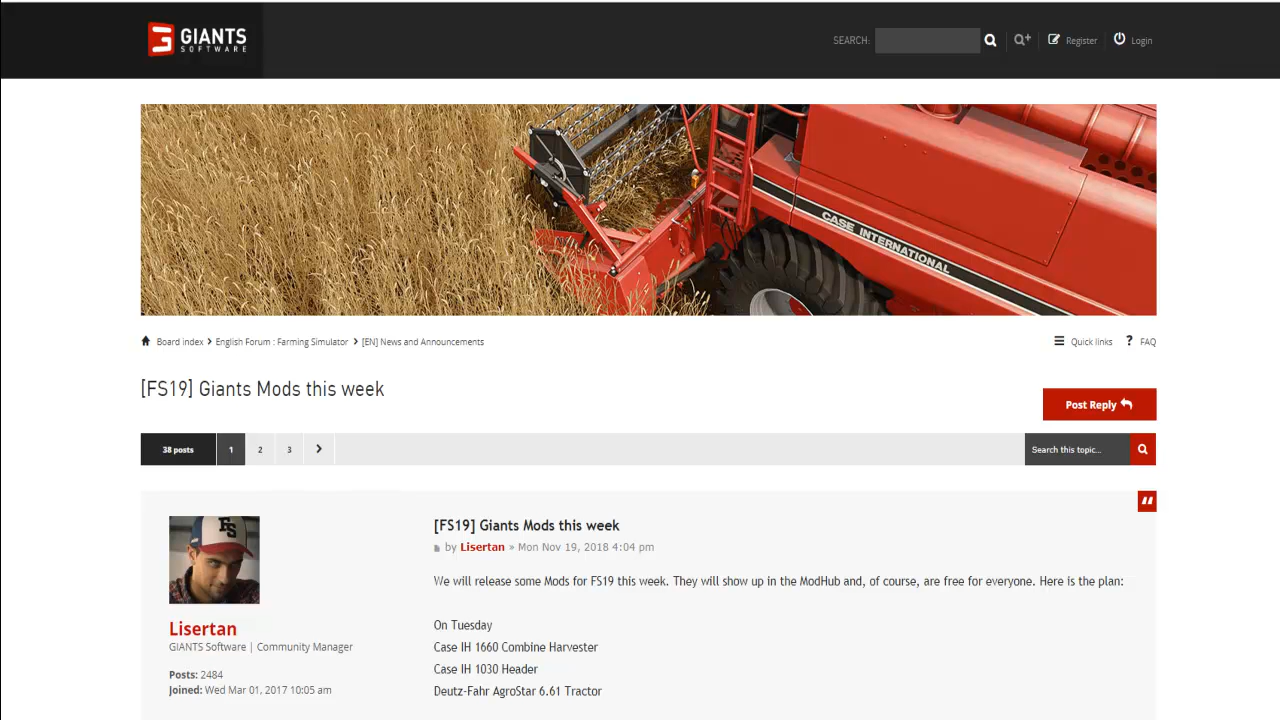 GIANTS
SOFTWARE
SEARCH:
Register
Login
CASE INTERNATIONAL
Board index
English Forum : Farming Simulator
[EN] News and Announcements
Quick links
? FAQ
[FS19] Giants Mods this week
Post Reply
38 posts
1
2
3
Search this topic...
FS
[FS19] Giants Mods this week
by Lisertan » Mon Nov 19, 2018 4:04 pm
We will release some Mods for FS19 this week. They will show up in the ModHub and, of course, are free for everyone. Here is the plan:
Lisertan
GIANTS Software | Community Manager
Posts: 2484
Joined: Wed Mar 01, 2017 10:05 am
On Tuesday
Case IH 1660 Combine Harvester
Case IH 1030 Header
Deutz-Fahr AgroStar 6.61 Tractor